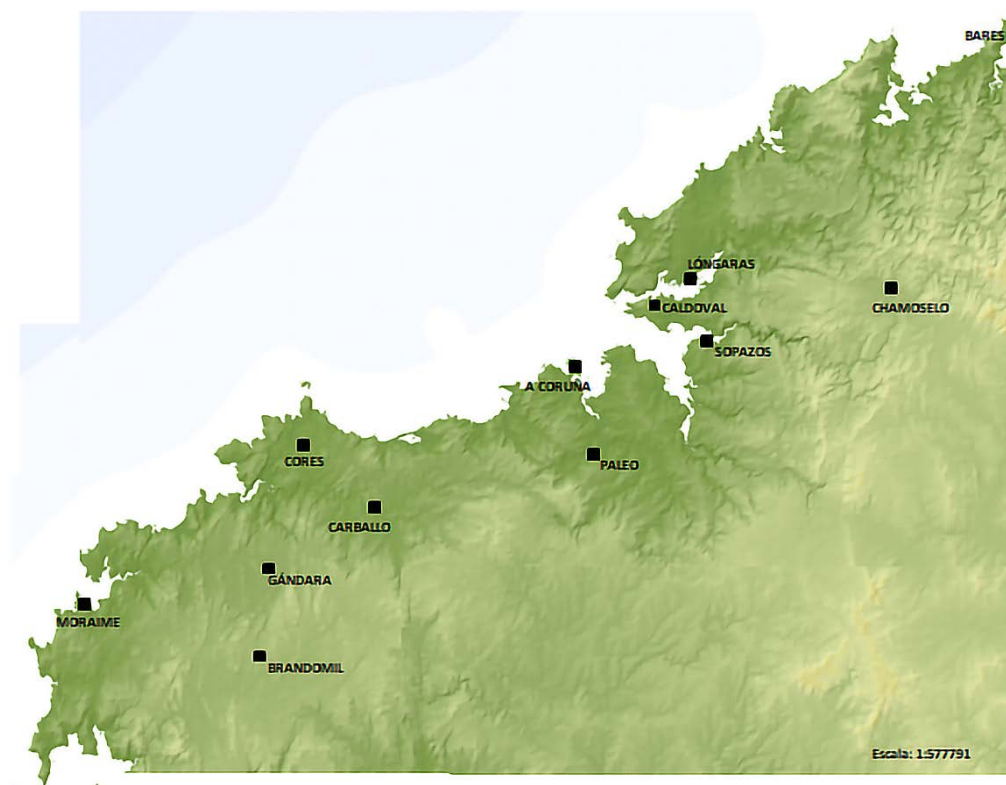 BARES
LÓNGARAS
CALDOVAL
CHAMOSELO
SOPAZOS
A CORUÑA
CORES
PALEO
CARBALLO
GÁNDARA
MORAIME
BRANDOMIL
Escala: 1:577791